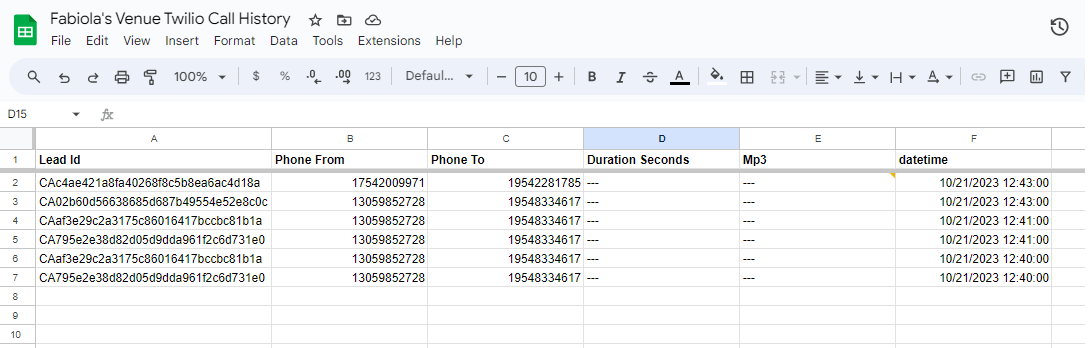 Fabiola's Venue Twilio Call History
File Edit View Insert Format Data Tools Extensions Help
100% $ % .0 .00 123 Defaul... − 10 + B I S A
D15 fx
A B C D E F
1 Lead Id Phone From Phone To Duration Seconds Mp3 datetime
2 CAc4ae421a8fa40268f8c5b8ea6ac4d18a 17542009971 19542281785 --- --- 10/21/2023 12:43:00
3 CA02b60d56638685d687b49554e52e8c0c 13059852728 19548334617 --- --- 10/21/2023 12:43:00
4 CAaf3e29c2a3175c86016417bccbc81b1a 13059852728 19548334617 --- --- 10/21/2023 12:41:00
5 CA795e2e38d82d05d9dda961f2c6d731e0 13059852728 19548334617 --- --- 10/21/2023 12:41:00
6 CAaf3e29c2a3175c86016417bccbc81b1a 13059852728 19548334617 --- --- 10/21/2023 12:40:00
7 CA795e2e38d82d05d9dda961f2c6d731e0 13059852728 19548334617 --- --- 10/21/2023 12:40:00
8
9
10